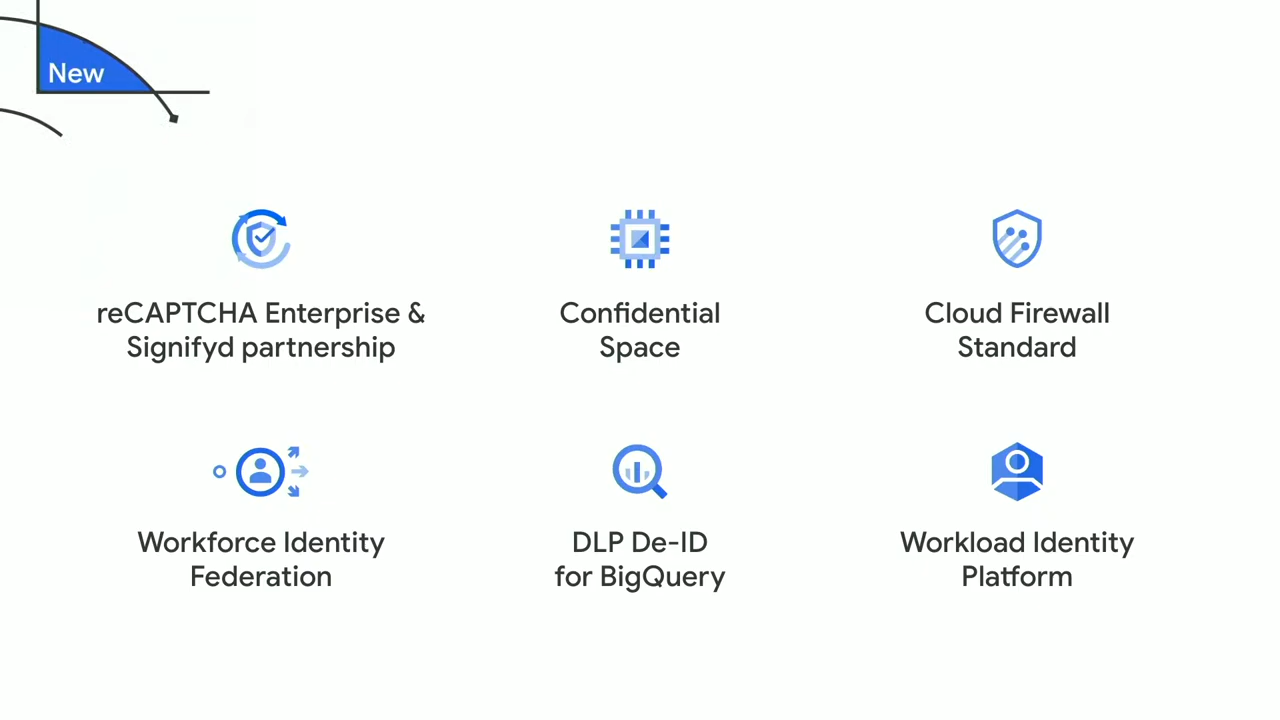 New
reCAPTCHA Enterprise &
Signifyd partnership
Confidential
Space
Cloud Firewall
Standard
Workforce Identity
Federation
DLP De-ID
for BigQuery
Workload Identity
Platform